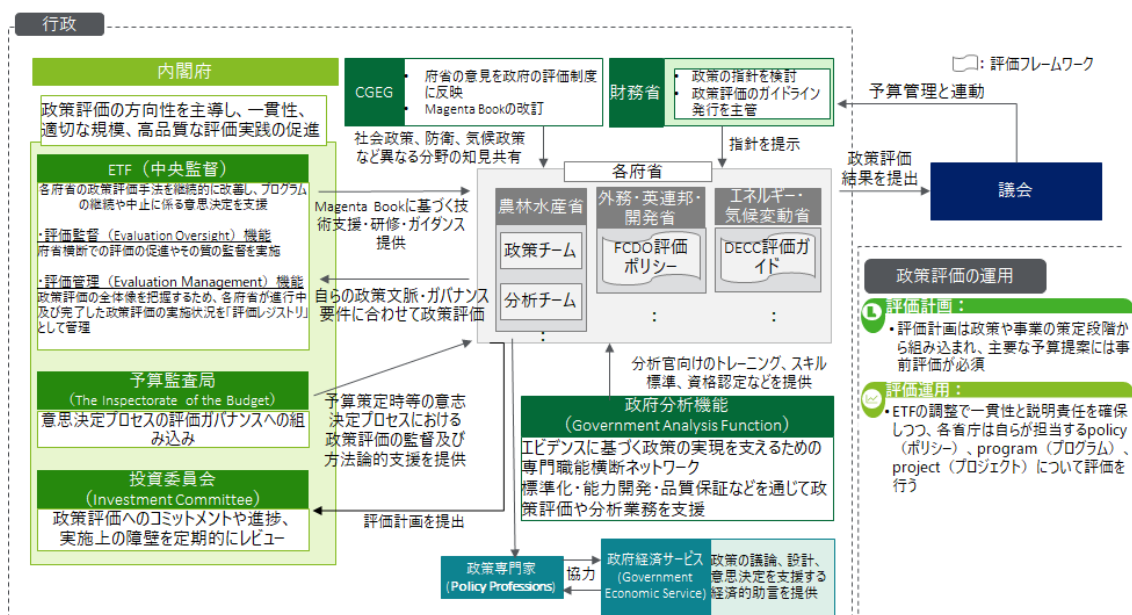 行政
内閣府
政策評価の方向性を主導し、一貫性、
適切な規模、高品質な評価実践の促進
ETF（中央監督）
各府省の政策評価手法を継続的に改善し、プログラム
の継続や中止に係る意思決定を支援
・評価監督（Evaluation Oversight）機能
府省横断での評価の促進やその質の監督を実施
・評価管理（Evaluation Management）機能
政策評価の全体像を把握するため、各府省が進行中
及び完了した政策評価の実施状況を「評価レジストリ」
として管理
予算監査局
（The Inspectorate of the Budget）
意思決定プロセスの評価ガバナンスへの組
み込み
投資委員会
（Investment Committee）
政策評価へのコミットメントや進捗、
実施上の障壁を定期的にレビュー
CGEG
• 府省の意見を政府の評価制度
に反映
• Magenta Bookの改訂
財務省
• 政策の指針を検討
• 政策評価のガイドライン
発行を主管
社会政策、防衛、気候政策
など異なる分野の知見共有
指針を提示
Magenta Bookに基づく技
術支援・研修・ガイダンス
提供
自らの政策文脈・ガバナンス
要件に合わせて政策評価
予算策定時等の意志
決定プロセスにおける
政策評価の監督及び
方法論的支援を提供
評価計画を提出
各府省
農林水産省
政策チーム
分析チーム
：
外務・英連邦・
開発省
FCDO評価
ポリシー
：
エネルギー・
気候変動省
DECC評価ガ
イド
：
分析官向けのトレーニング、スキル
標準、資格認定などを提供
政府分析機能
（Government Analysis Function）
エビデンスに基づく政策の実現を支えるための
専門職能横断ネットワーク
標準化・能力開発・品質保証などを通じて政
策評価や分析業務を支援
政策専門家
（Policy Professions）
協力
政府経済サービス
（Government
Economic Service）
政策の議論、設計、
意思決定を支援する
経済的助言を提供
：評価フレームワーク
予算管理と連動
政策評価
結果を提出
議会
政策評価の運用
評価計画：
• 評価計画は政策や事業の策定段階か
ら組み込まれ、主要な予算提案には事
前評価が必須
評価運用：
• ETFの調整で一貫性と説明責任を確保
しつつ、各省庁は自らが担当するpolicy
（ポリシー）、program（プログラム）、
project（プロジェクト）について評価を
行う